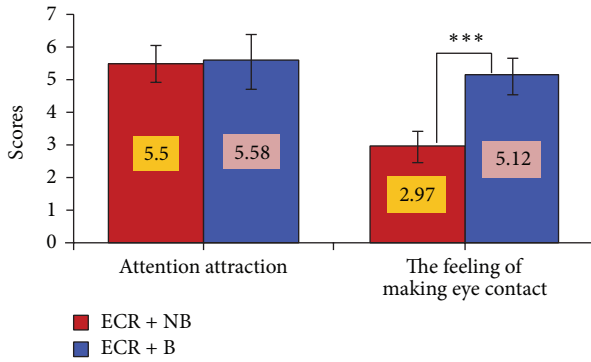 7
6
5
4
3
2
1
0
Scores
5.5
5.58
***
2.97
5.12
Attention attraction
The feeling of
making eye contact
ECR + NB
ECR + B